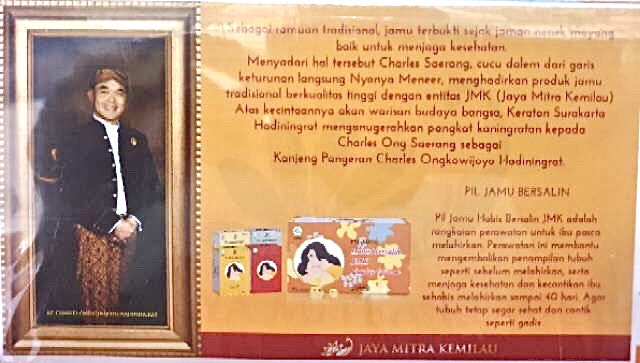 Sebagai ramuan tradisional, jamu terbukti sejak jaman nenek moyang
baik untuk menjaga kesehatan.
Menyadari hal tersebut Charles Saerang, cucu dalem dari garis
keturunan langsung Nyonya Meneer, menghadirkan produk jamu
tradisional berkualitas tinggi dengan entitas JMK (Jaya Mitra Kemilau)
Atas kecintaannya akan warisan budaya bangsa, Keraton Surakarta
Hadiningrat menganugerahkan pangkat kaningratan kepada
Charles Ong Saerang sebagai
Kanjeng Pangeran Charles Ongkowijoyo Hadiningrat.
PIL JAMU BERSALIN
Pil Jamu Habis Bersalin JMK adalah
rangkaian perawatan untuk ibu pasca
melahirkan. Perawatan ini membantu
mengembalikan penampilan tubuh
seperti sebelum melahirkan, serta
menjaga kesehatan dan kecantikan ibu
sehabis melahirkan sampai 40 hari. Agar
tubuh tetap segar sehat dan cantik
seperti gadis.
JAYA MITRA KEMILAU